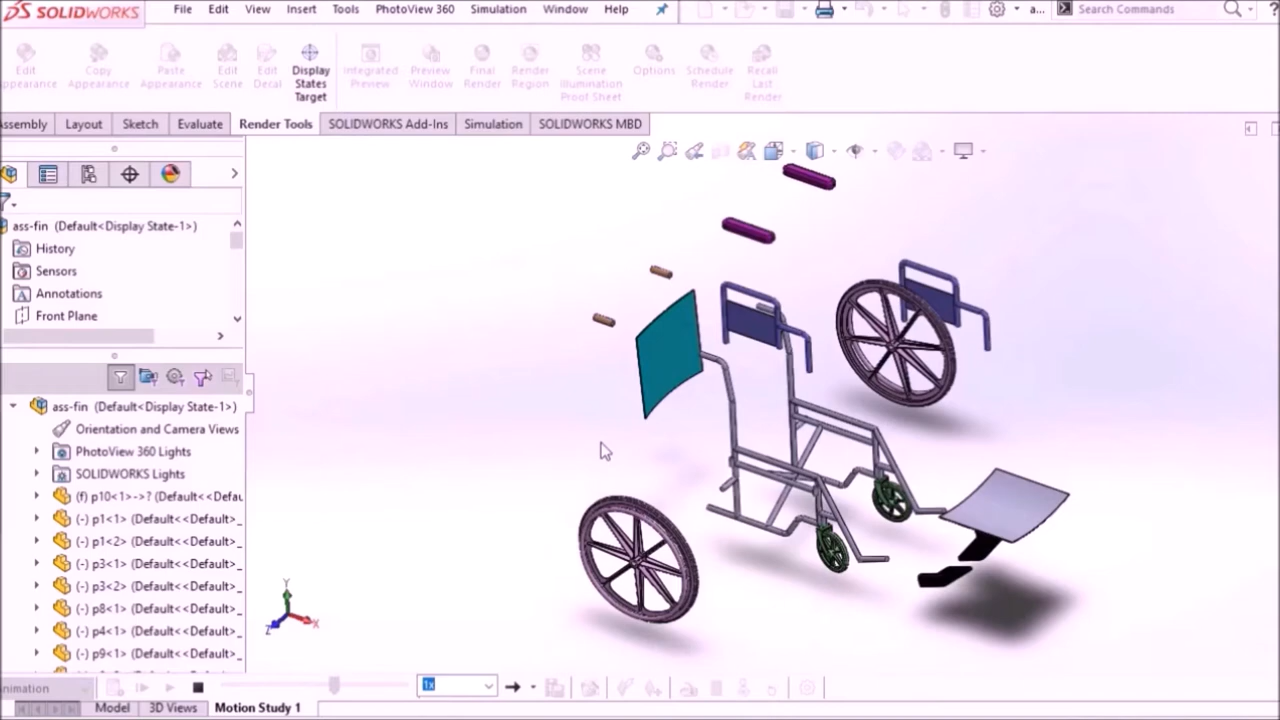 SOLIDWORKS File Edit View Insert Tools PhotoView 360 Simulation Window Help a... Search Commands ?
Edit Appearance
Copy Appearance
Paste Appearance
Edit Scene
Edit Decal
Display States Target
Integrated Preview
Preview Window
Final Render
Render Region
Scene Illumination Proof Sheet
Options
Schedule Render
Recall Last Render
Assembly Layout Sketch Evaluate Render Tools SOLIDWORKS Add-Ins Simulation SOLIDWORKS MBD
ass-fin (Default<Display State-1>)
History
Sensors
Annotations
Front Plane
ass-fin (Default<Display State-1>)
Orientation and Camera Views
PhotoView 360 Lights
SOLIDWORKS Lights
(f) p10<1>->? (Default<<Defau
(-) p1<1> (Default<<Default>_
(-) p1<2> (Default<<Default>_
(-) p3<1> (Default<<Default>_
(-) p3<2> (Default<<Default>_
(-) p8<1> (Default<<Default>_
(-) p4<1> (Default<<Default>_
(-) p9<1> (Default<<Default>_
Y
X
Z
Animation 1x
Model 3D Views Motion Study 1